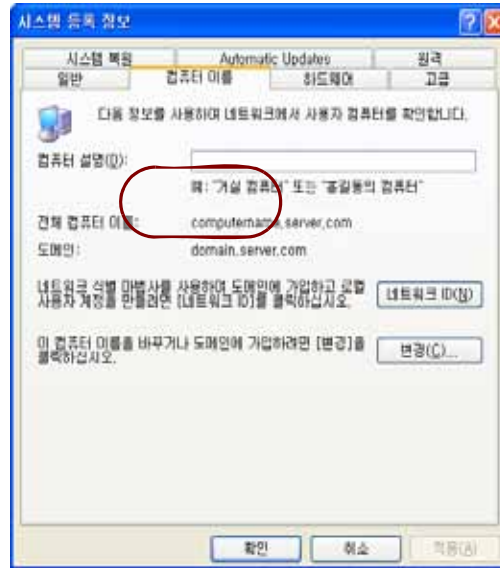 시스템 등록 정보
시스템 복원 Automatic Updates 원격
일반 컴퓨터 이름 하드웨어 고급
다음 정보를 사용하여 네트워크에서 사용자 컴퓨터를 확인합니다.
컴퓨터 설명(D):
예: "거실 컴퓨터" 또는 "홍길동의 컴퓨터"
전체 컴퓨터 이름: computername.server.com
도메인: domain.server.com
네트워크 식별 마법사를 사용하여 도메인에 가입하고 로컬
사용자 계정을 만들려면 [네트워크 ID]를 클릭하십시오.
네트워크 ID(N)
이 컴퓨터 이름을 바꾸거나 도메인에 가입하려면 [변경]을
클릭하십시오.
변경(C)...
확인 취소 적용(A)